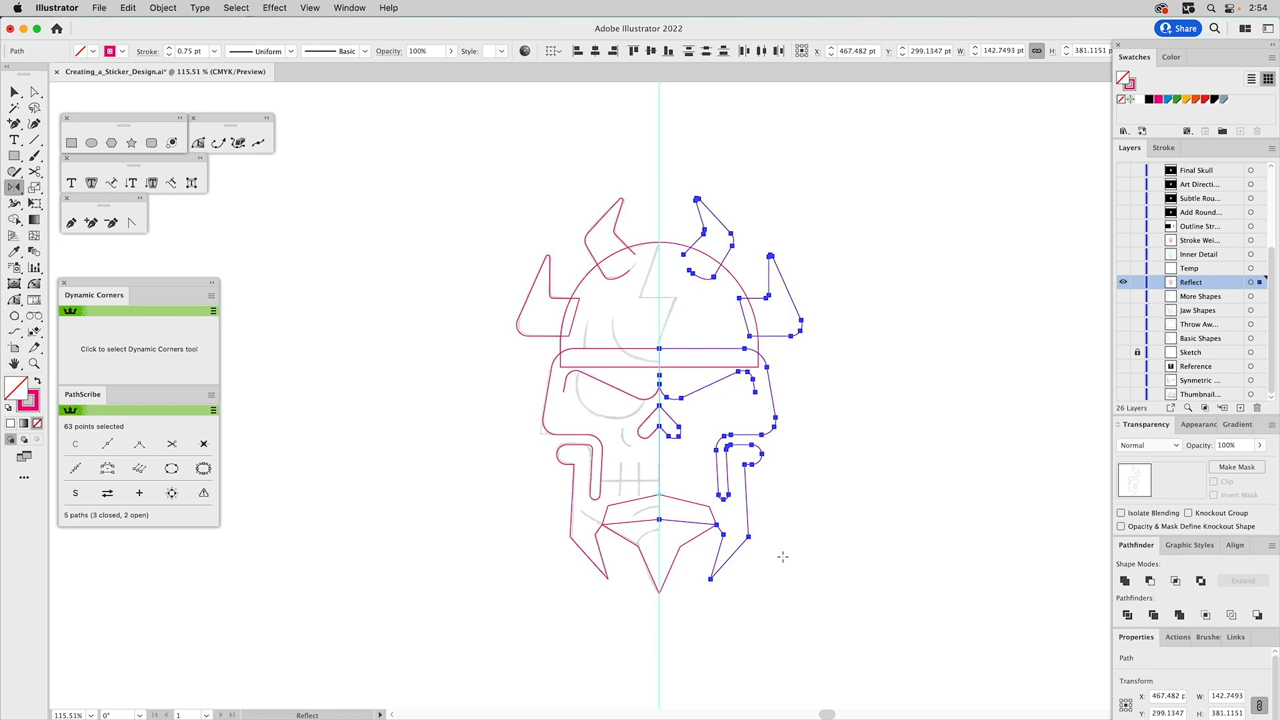 Illustrator File Edit Object Type Select Effect View Window Help 2:54
Adobe Illustrator 2022 Share
Path Stroke: 0.75 pt Uniform Basic Opacity: 100% Style: X: 467.482 pt Y: 299.1347 pt W: 142.7493 pt H: 381.1151
× Creating_a_Sticker_Design.ai* @ 115.51 % (CMYK/Preview)
Swatches Color
Layers Stroke
Final Skull
Art Directi...
Subtle Rou...
Add Round...
Outline Str...
Stroke Wei...
Inner Detail
Temp
Reflect
More Shapes
Jaw Shapes
Throw Aw...
Basic Shapes
Sketch
Reference
Symmetric ...
Thumbnail...
26 Layers
Transparency Appearanc Gradient
Normal Opacity: 100%
Make Mask
Clip
Invert Mask
Isolate Blending Knockout Group
Opacity & Mask Define Knockout Shape
Pathfinder Graphic Styles Align
Shape Modes:
Expand
Pathfinders:
Properties Actions Brushe: Links
Path
Transform
X: 467.482 p W: 142.7493
Y: 299.1347 H: 381.1151
Dynamic Corners
Click to select Dynamic Corners tool
PathScribe
63 points selected
5 paths (3 closed, 2 open)
115.51% 0° 1 Reflect